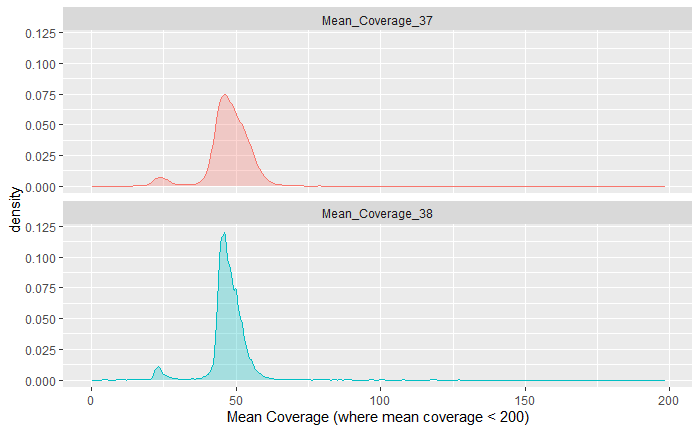 Mean_Coverage_37
0.125
0.100
0.075
0.050
0.025
0.000
density
Mean_Coverage_38
0.125
0.100
0.075
0.050
0.025
0.000
0 50 100 150 200
Mean Coverage (where mean coverage < 200)